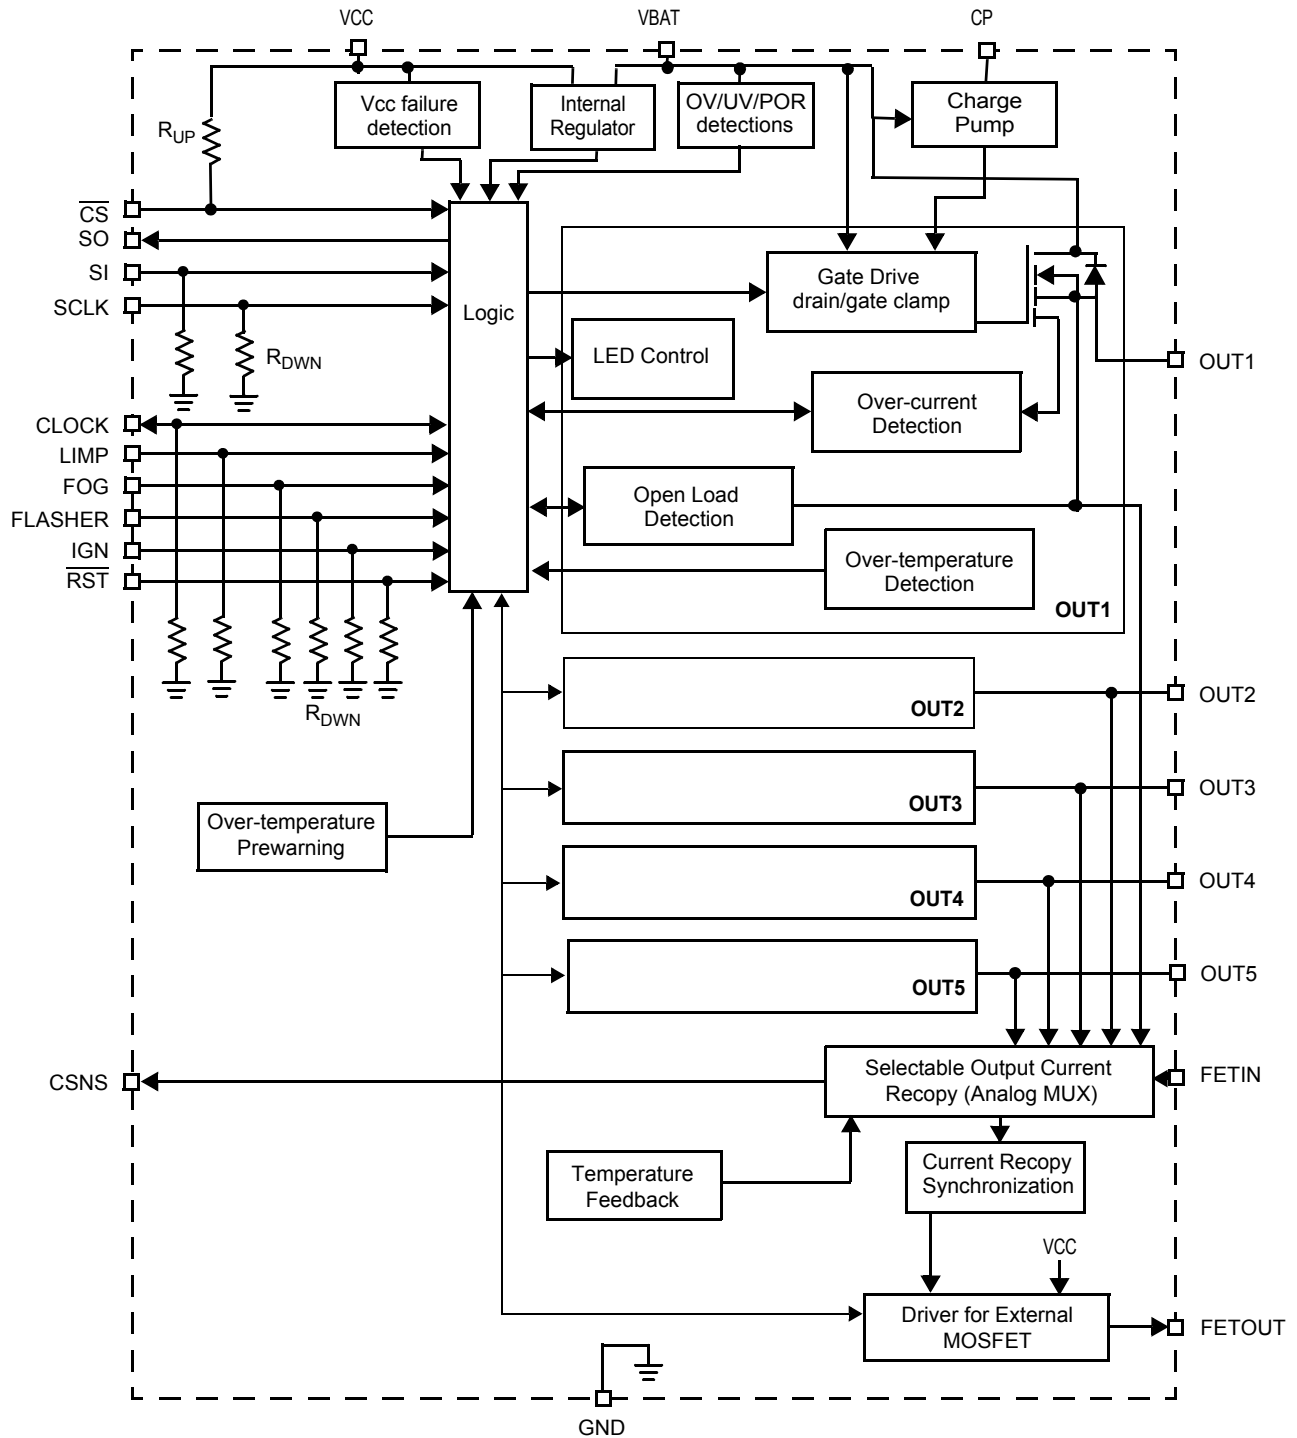 VCC
VBAT
CP
Vcc failure
detection
Internal
Regulator
OV/UV/POR
detections
Charge
Pump
RUP
CS
SO
SI
SCLK
RDWN
Logic
Gate Drive
drain/gate clamp
LED Control
OUT1
Over-current
Detection
CLOCK
LIMP
FOG
FLASHER
IGN
RST
Open Load
Detection
Over-temperature
Detection
OUT1
RDWN
OUT2
OUT2
OUT3
OUT3
Over-temperature
Prewarning
OUT4
OUT4
OUT5
OUT5
CSNS
Selectable Output Current
Recopy (Analog MUX)
FETIN
Temperature
Feedback
Current Recopy
Synchronization
VCC
Driver for External
MOSFET
FETOUT
GND